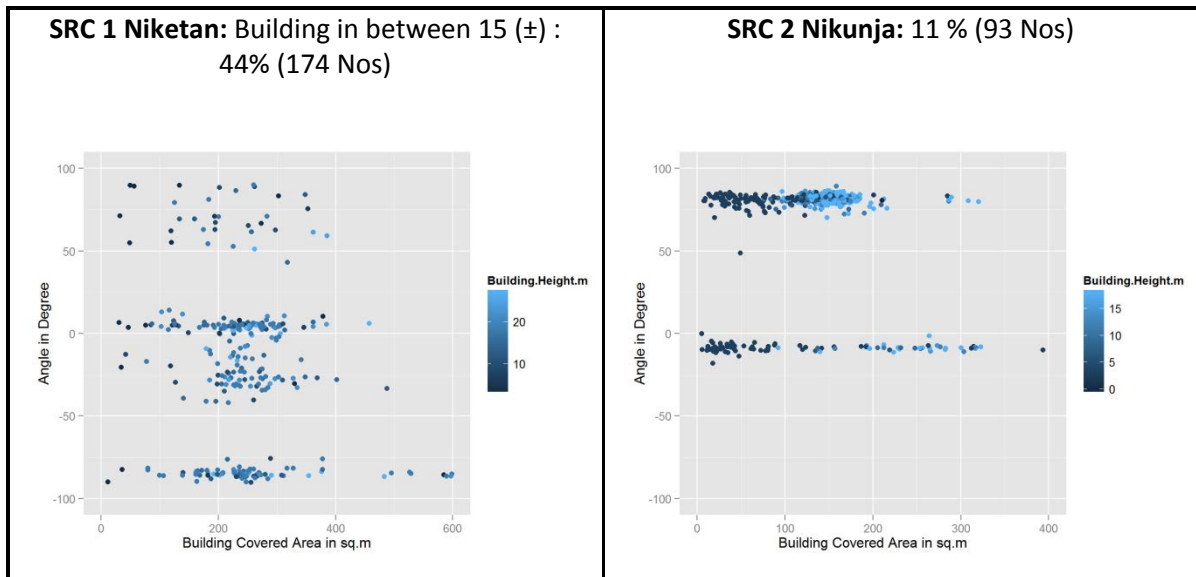 SRC 1 Niketan: Building in between 15 (±) :
44% (174 Nos)
100
50
0
-50
-100
Angle in Degree
0
200
400
600
Building Covered Area in sq.m
Building.Height.m
20
10
SRC 2 Nikunja: 11 % (93 Nos)
100
50
0
-50
-100
Angle in Degree
0
100
200
300
400
Building Covered Area in sq.m
Building.Height.m
15
10
5
0